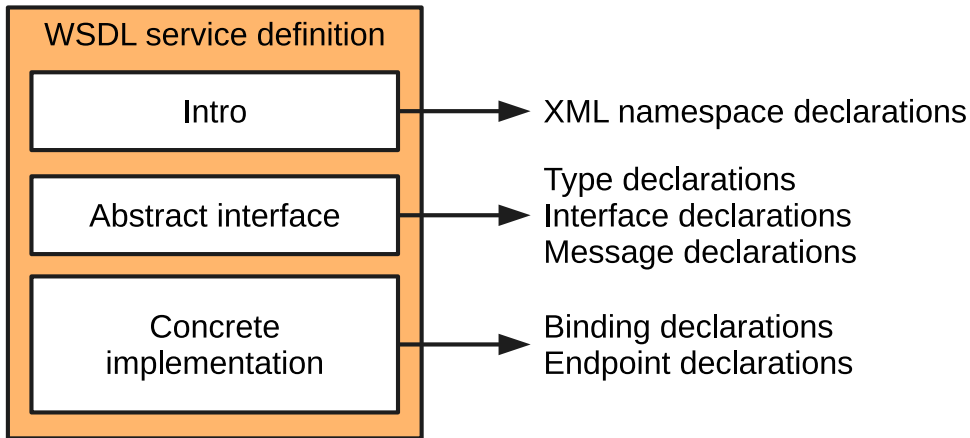 WSDL service definition
Intro
XML namespace declarations
Abstract interface
Type declarations
Interface declarations
Message declarations
Concrete
implementation
Binding declarations
Endpoint declarations